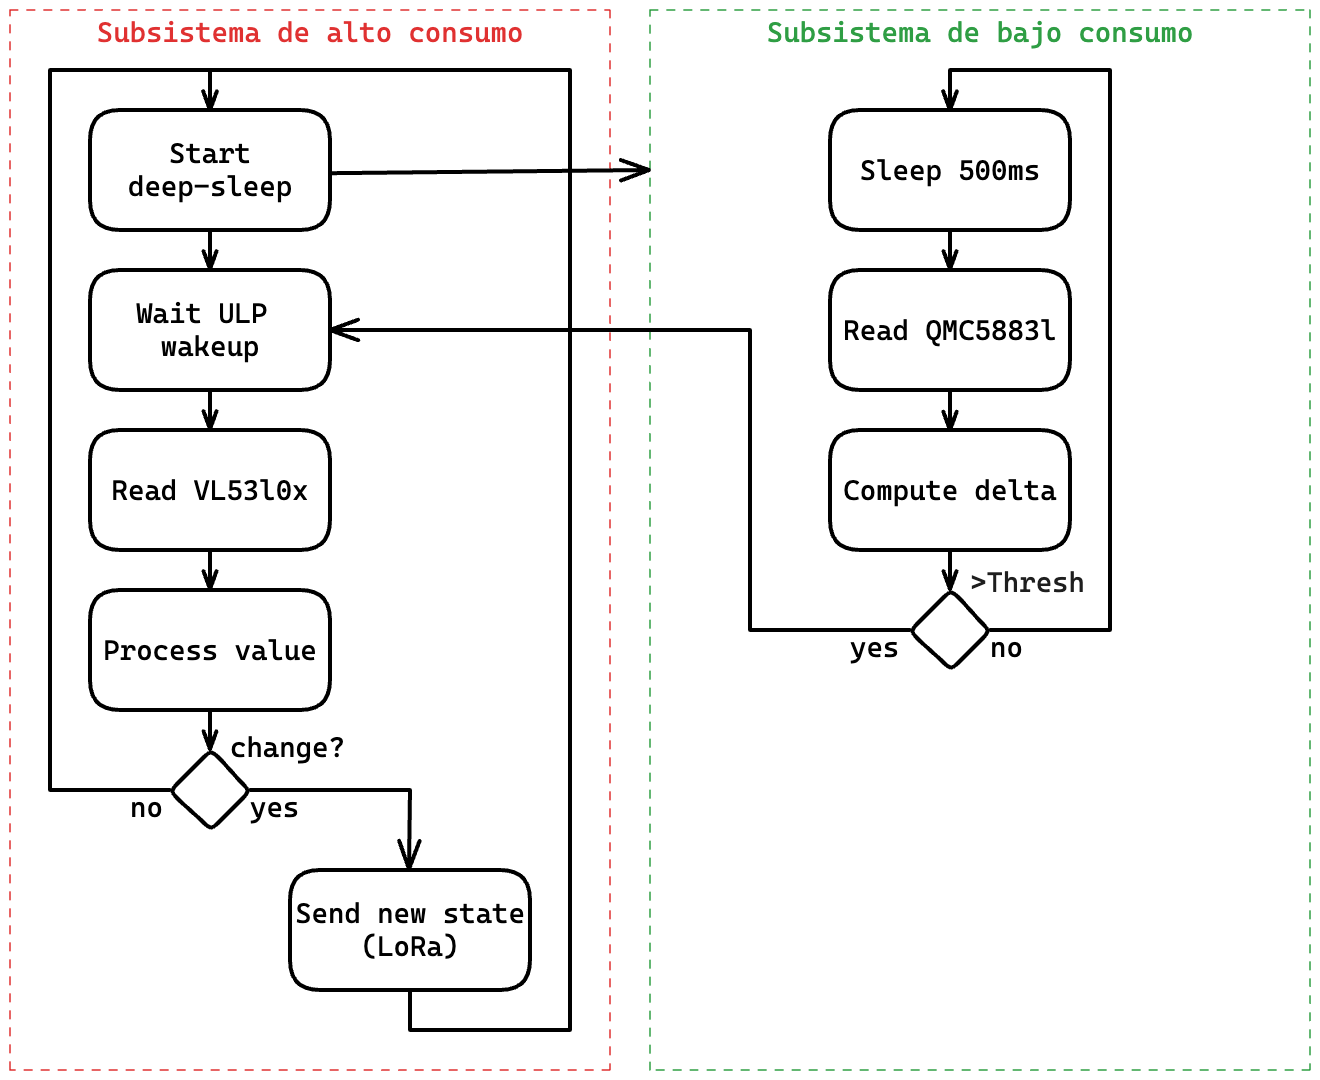 Subsistema de alto consumo
Start
deep-sleep
Wait ULP
wakeup
Read VL53l0x
Process value
change?
no
yes
Send new state
(LoRa)
Subsistema de bajo consumo
Sleep 500ms
Read QMC5883l
Compute delta
>Thresh
yes
no